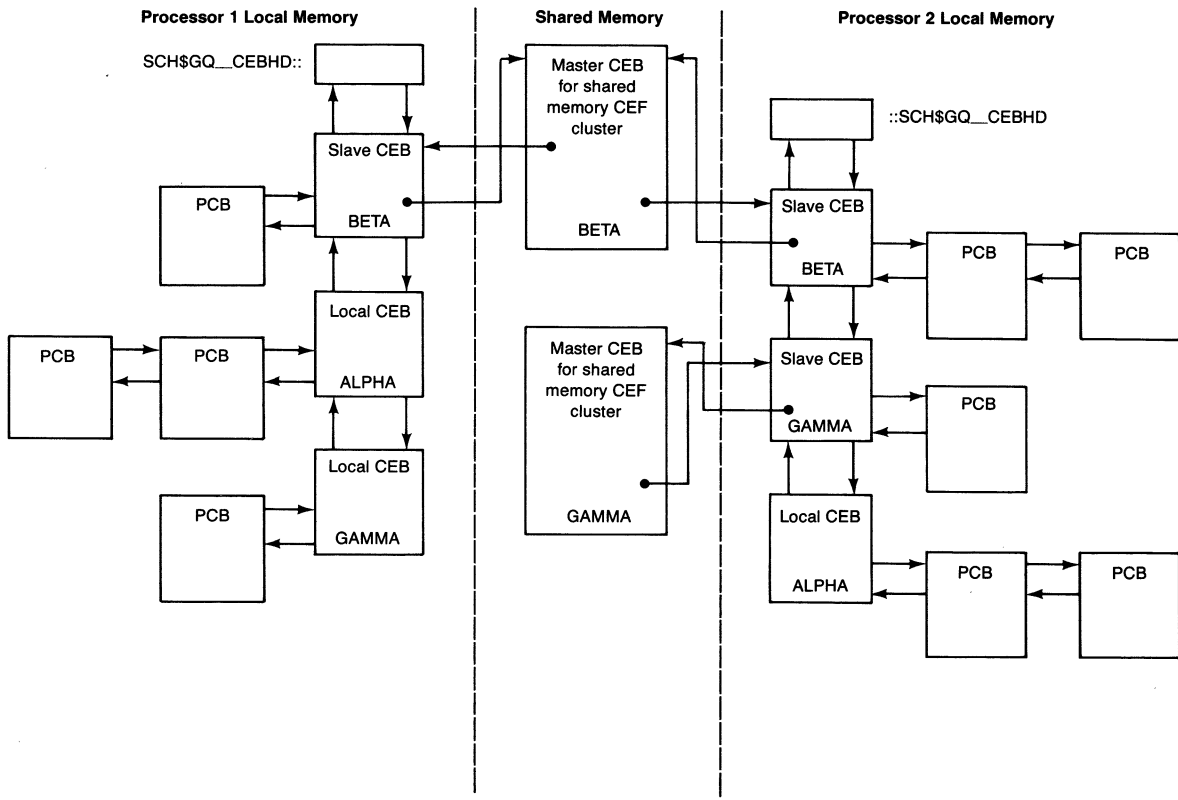 Processor 1 Local Memory
Shared Memory
Processor 2 Local Memory
SCH$GQ__CEBHD::
Slave CEB
BETA
PCB
Local CEB
ALPHA
PCB
PCB
Local CEB
GAMMA
PCB
Master CEB
for shared
memory CEF
cluster
BETA
Master CEB
for shared
memory CEF
cluster
GAMMA
::SCH$GQ__CEBHD
Slave CEB
BETA
PCB
PCB
Slave CEB
GAMMA
PCB
Local CEB
ALPHA
PCB
PCB